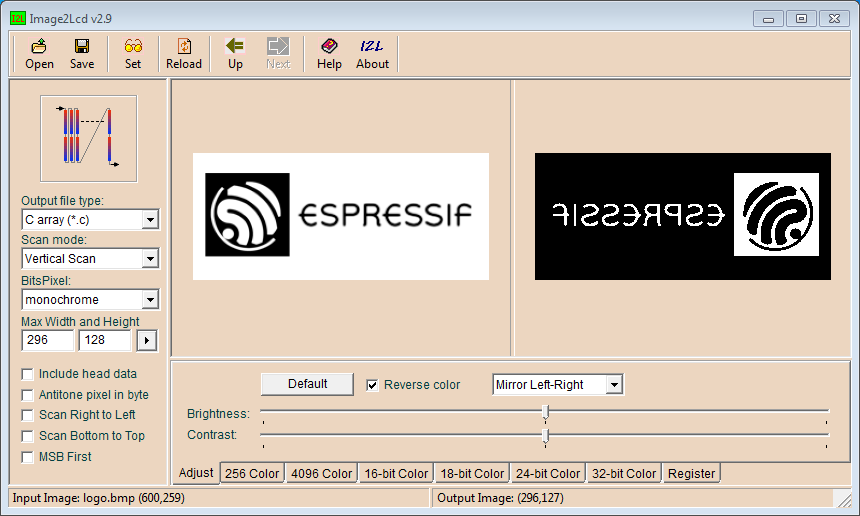 Image2Lcd v2.9
Open Save Set Reload Up Next Help About
Output file type:
C array (*.c)
Scan mode:
Vertical Scan
BitsPixel:
monochrome
Max Width and Height
296 128
Include head data
Antitone pixel in byte
Scan Right to Left
Scan Bottom to Top
MSB First
ESPRESSIF
ESPRESSIF
Default Reverse color Mirror Left-Right
Brightness:
Contrast:
Adjust 256 Color 4096 Color 16-bit Color 18-bit Color 24-bit Color 32-bit Color Register
Input Image: logo.bmp (600,259) Output Image: (296,127)